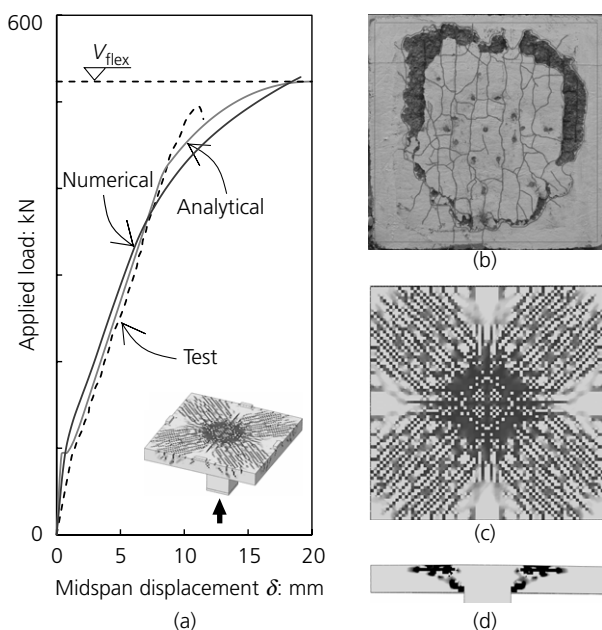 600
V_flex
Numerical
Analytical
Test
Applied load: kN
0
0
5
10
15
20
Midspan displacement δ: mm
(a)
(b)
(c)
(d)